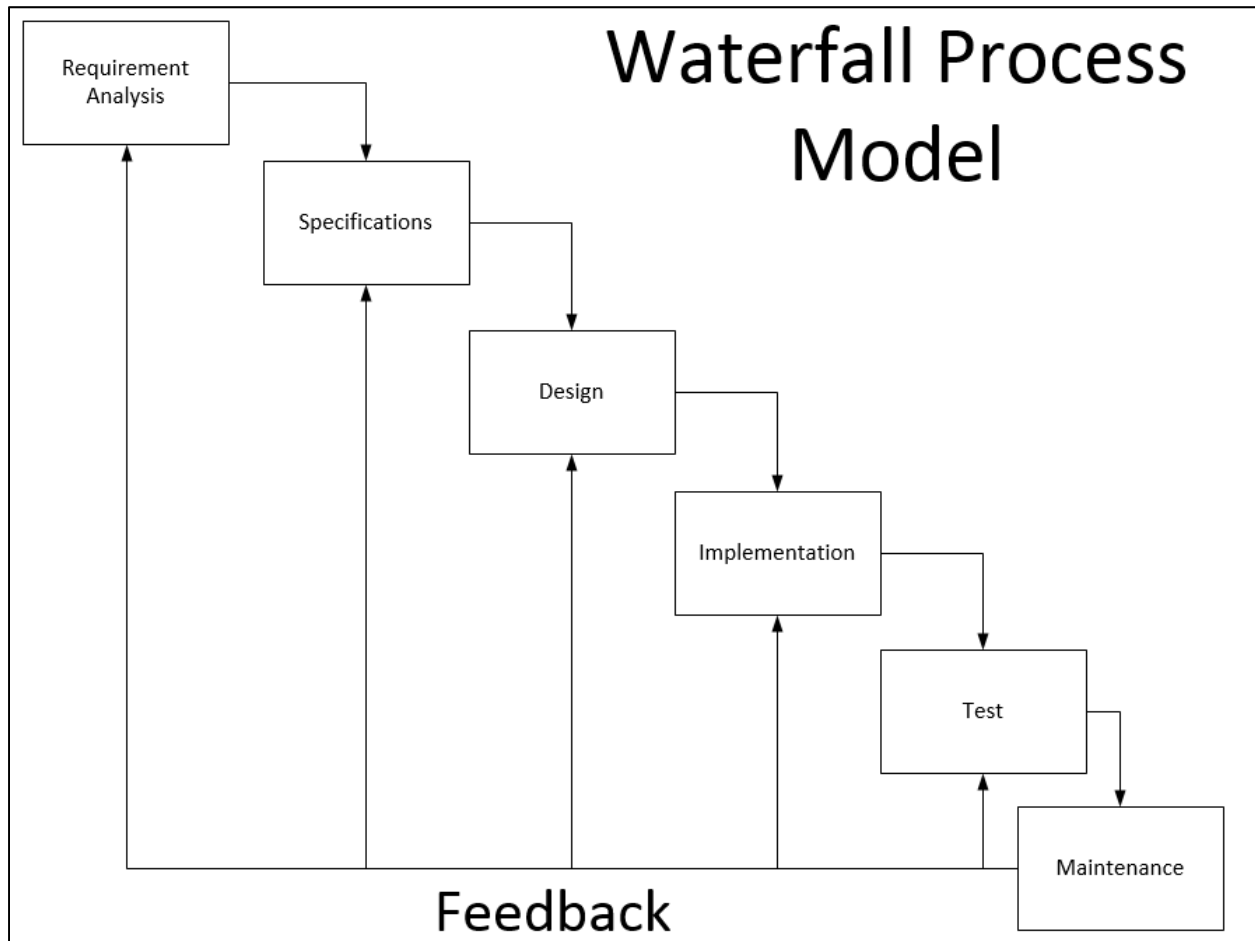 Waterfall Process
Model
Requirement
Analysis
Specifications
Design
Implementation
Test
Maintenance
Feedback